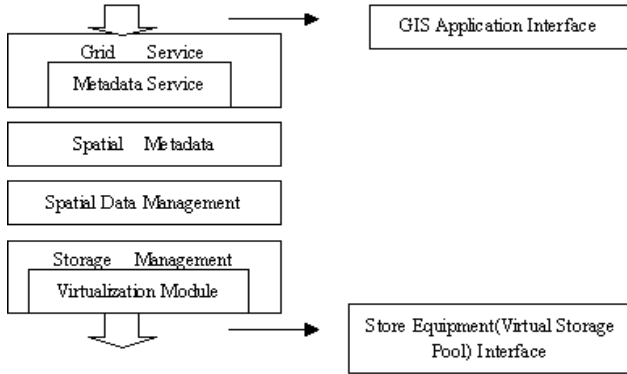 GIS Application Interface
Grid Service
Metadata Service
Spatial Metadata
Spatial Data Management
Storage Management
Virtualization Module
Store Equipment(Virtual Storage
Pool) Interface